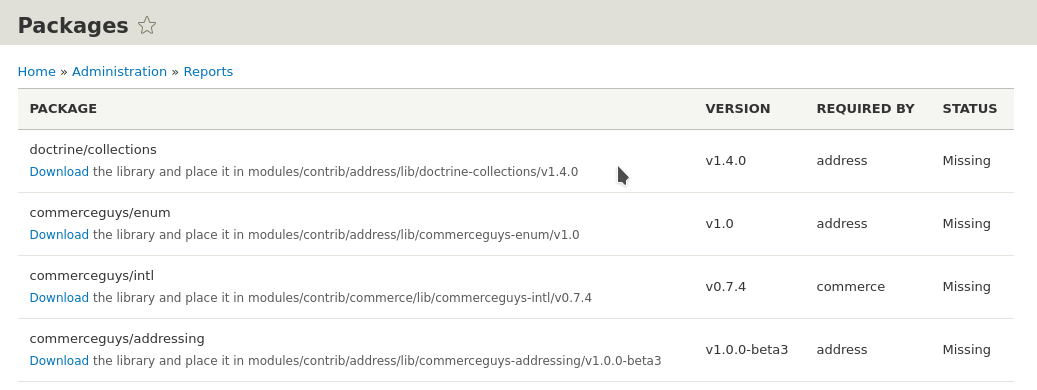 Packages
Home » Administration » Reports
PACKAGE VERSION REQUIRED BY STATUS
doctrine/collections
Download the library and place it in modules/contrib/address/lib/doctrine-collections/v1.4.0
v1.4.0 address Missing
commerceguys/enum
Download the library and place it in modules/contrib/address/lib/commerceguys-enum/v1.0
v1.0 address Missing
commerceguys/intl
Download the library and place it in modules/contrib/commerce/lib/commerceguys-intl/v0.7.4
v0.7.4 commerce Missing
commerceguys/addressing
Download the library and place it in modules/contrib/address/lib/commerceguys-addressing/v1.0.0-beta3
v1.0.0-beta3 address Missing